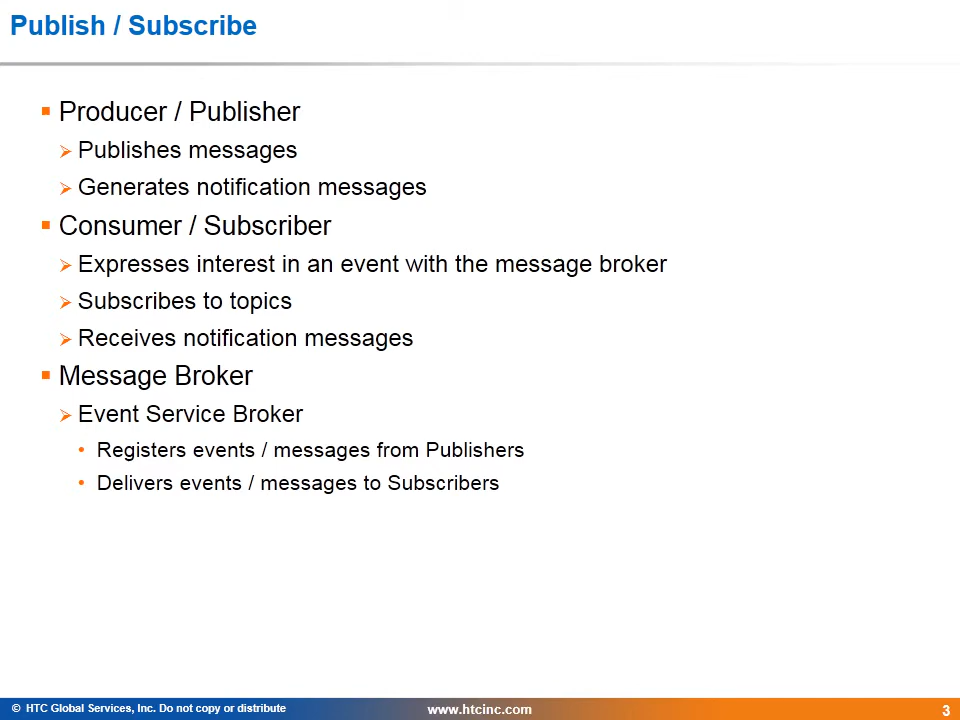 Publish / Subscribe
Producer / Publisher
Publishes messages
Generates notification messages
Consumer / Subscriber
Expresses interest in an event with the message broker
Subscribes to topics
Receives notification messages
Message Broker
Event Service Broker
Registers events / messages from Publishers
Delivers events / messages to Subscribers
© HTC Global Services, Inc. Do not copy or distribute
www.htcinc.com
3